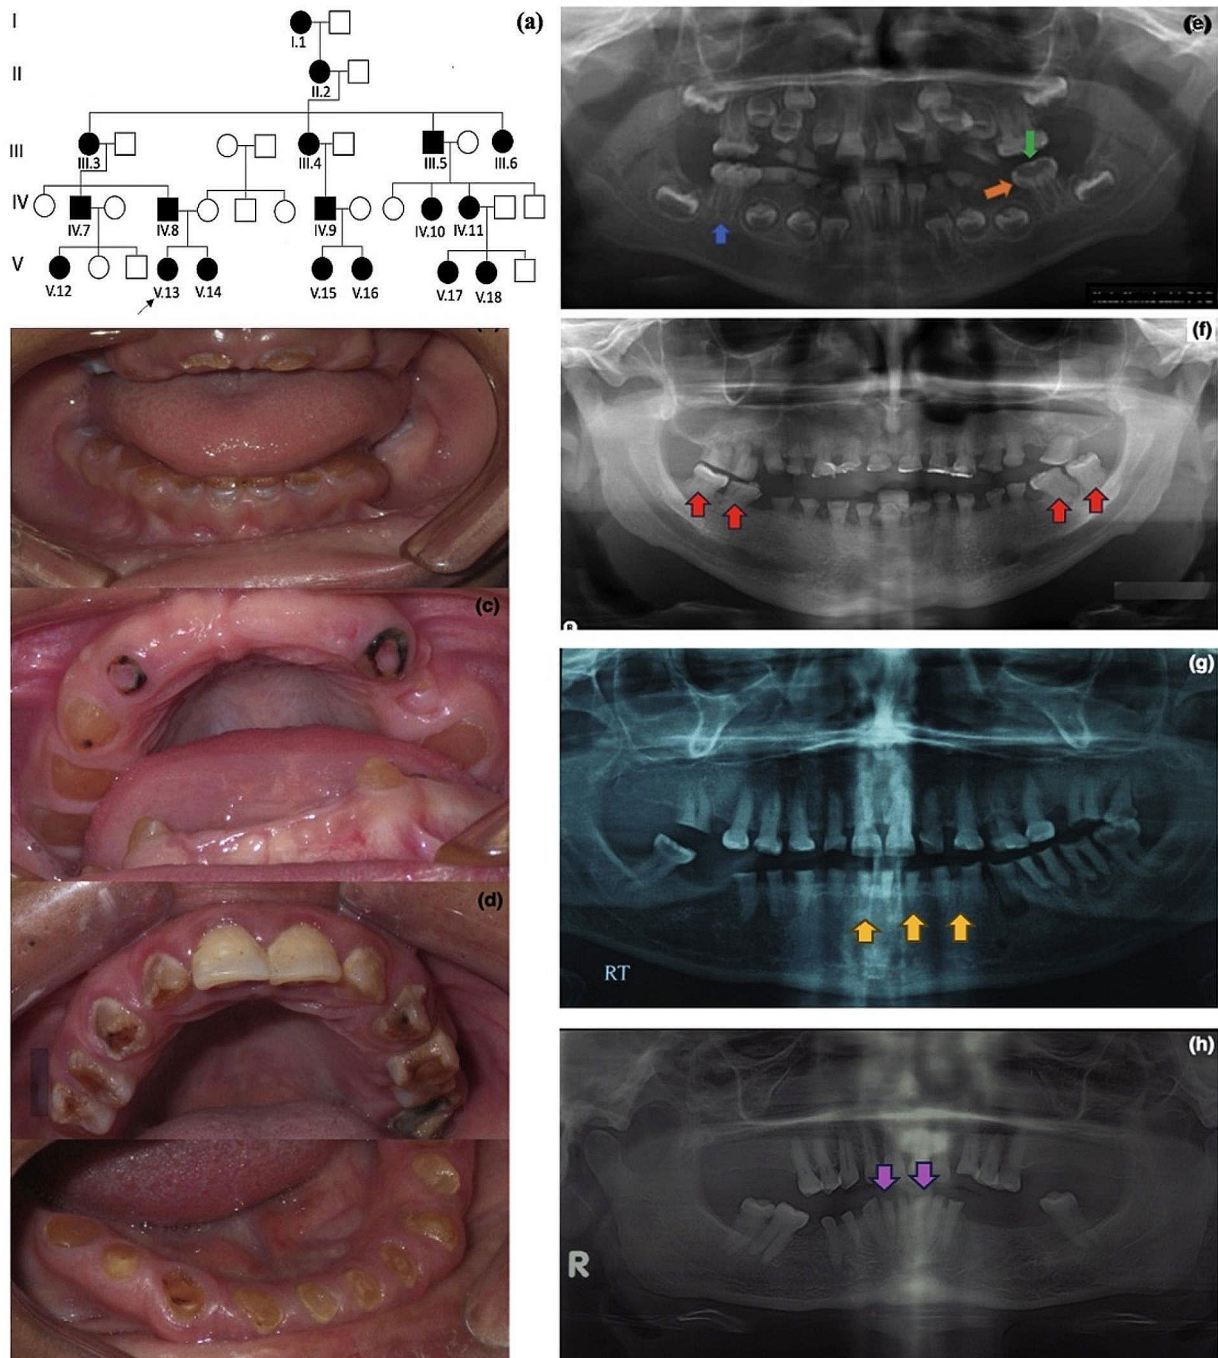 (a)
I
I.1
II
II.2
III
III.3
III.4
III.5
III.6
IV
IV.7
IV.8
IV.9
IV.10
IV.11
V
V.12
V.13
V.14
V.15
V.16
V.17
V.18
(c)
(d)
(e)
(f)
(g)
RT
(h)
R